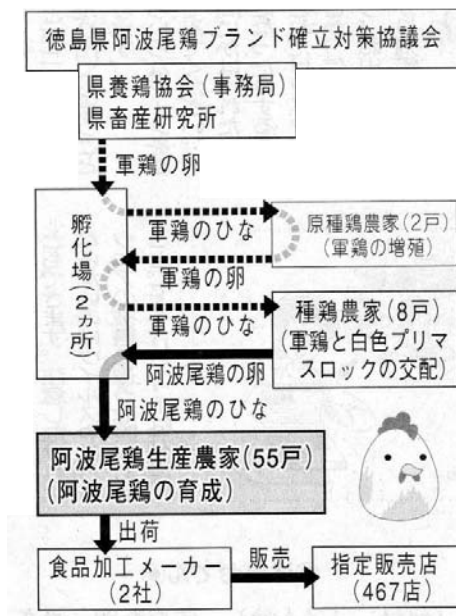 徳島県阿波尾鶏ブランド確立対策協議会
県養鶏協会(事務局)
県畜産研究所
軍鶏の卵
孵化場(2ヵ所)
軍鶏のひな
原種鶏農家(2戸)
(軍鶏の増殖)
軍鶏の卵
軍鶏のひな
種鶏農家(8戸)
(軍鶏と白色プリマ
スロックの交配)
阿波尾鶏の卵
阿波尾鶏のひな
阿波尾鶏生産農家(55戸)
(阿波尾鶏の育成)
出荷
食品加工メーカー
(2社)
販売
指定販売店
(467店)